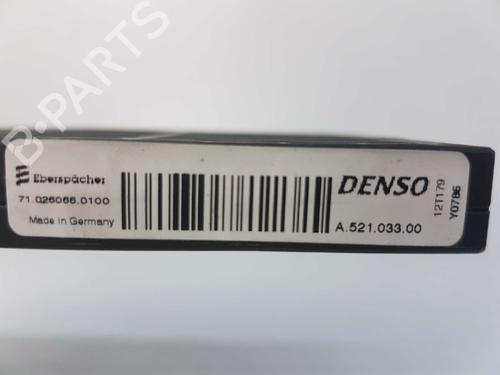 Eberspächer
71.026066.0100
Made in Germany
DENSO
A.521.033.00
12T179
Y0786
B-PARTS